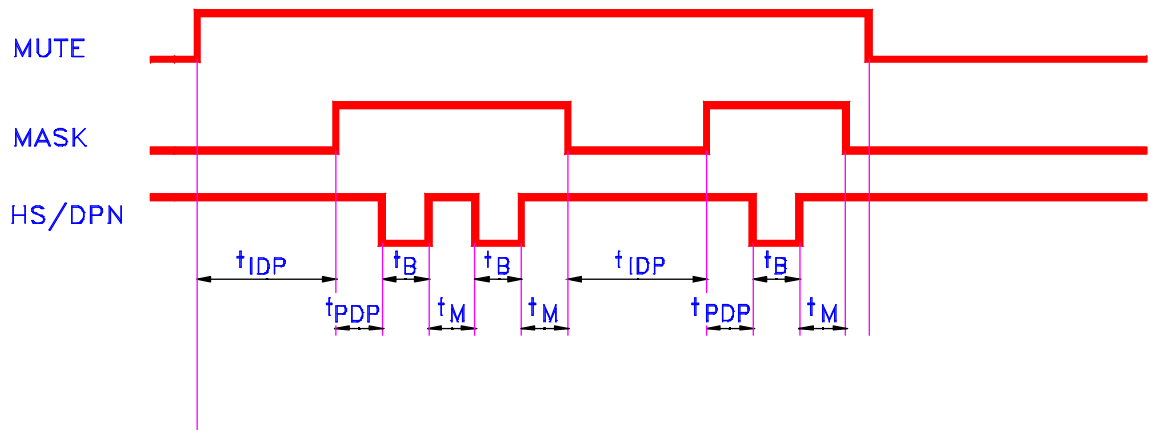 MUTE
MASK
HS/DPN
tIDP tB tB tIDP tB
tPDP tM tM tPDP tM